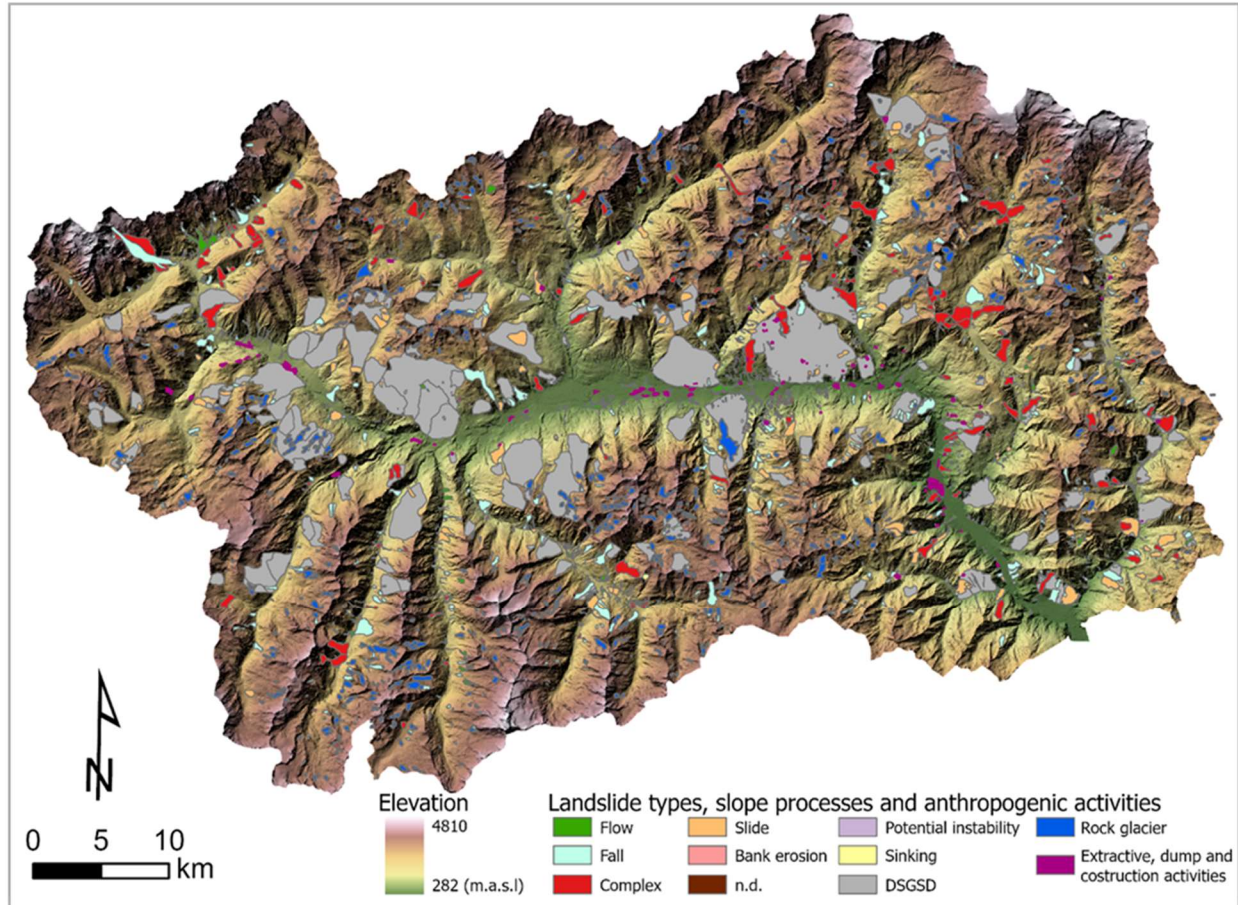 N
0 5 10
km
Elevation
4810
282 (m.a.s.l)
Landslide types, slope processes and anthropogenic activities
Flow
Fall
Complex
Slide
Bank erosion
n.d.
Potential instability
Sinking
DSGSD
Rock glacier
Extractive, dump and
costruction activities